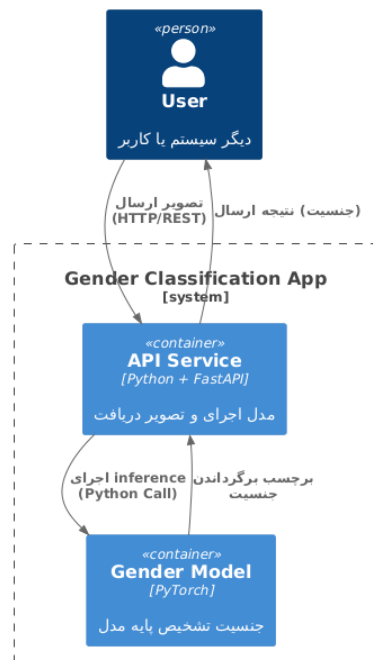 «person»
User
دیگر سیستم یا کاربر
تصویر ارسال
(HTTP/REST)
(جنسیت) نتیجه ارسال
Gender Classification App
[system]
«container»
API Service
[Python + FastAPI]
مدل اجرای و تصویر دریافت
اجرای inference
(Python Call)
برچسب برگرداندن
جنسیت
«container»
Gender Model
[PyTorch]
جنسیت تشخیص پایه مدل